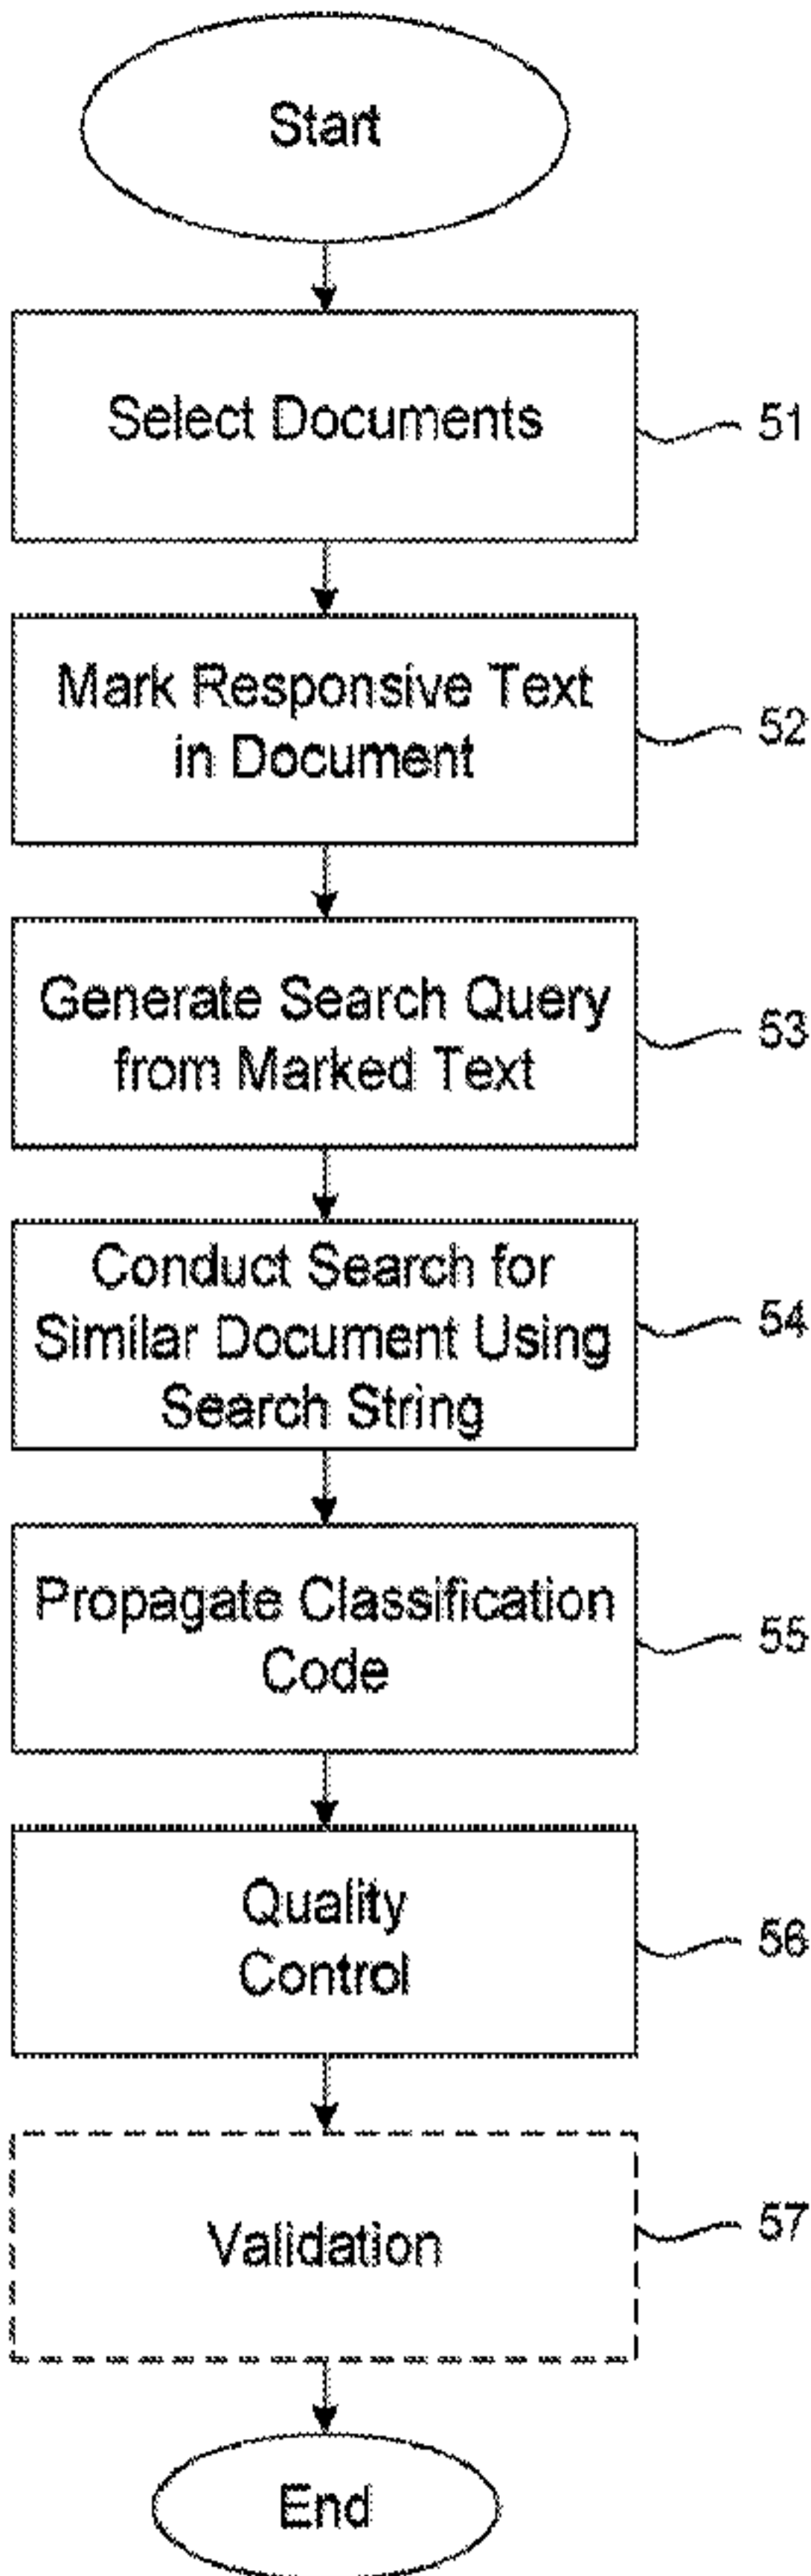 Start
Select Documents
51
Mark Responsive Text
in Document
52
Generate Search Query
from Marked Text
53
Conduct Search for
Similar Document Using
Search String
54
Propagate Classification
Code
55
Quality
Control
56
Validation
57
End